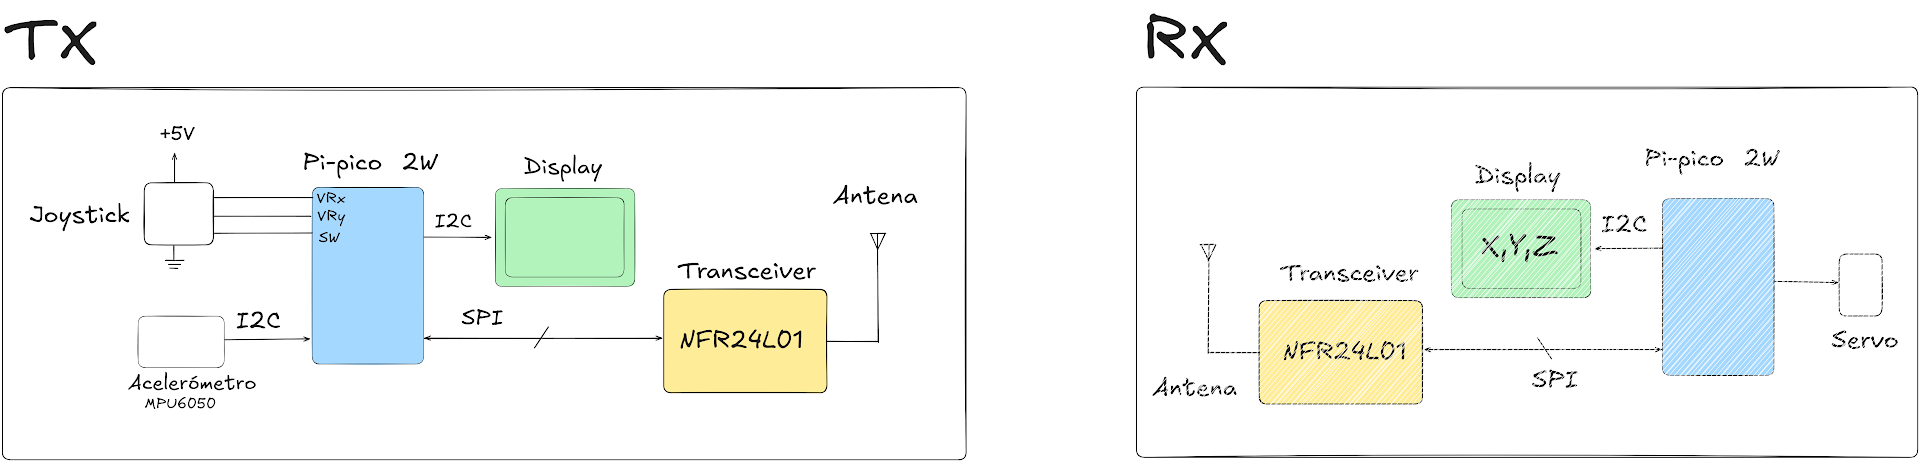 TX
+5V
Joystick
Pi-pico 2W
VRx
VRy
SW
I2C
Display
Antena
Transceiver
NFR24L01
SPI
I2C
Acelerómetro
MPU6050
RX
Pi-pico 2W
Display
X,Y,Z
I2C
Transceiver
NFR24L01
SPI
Antena
Servo